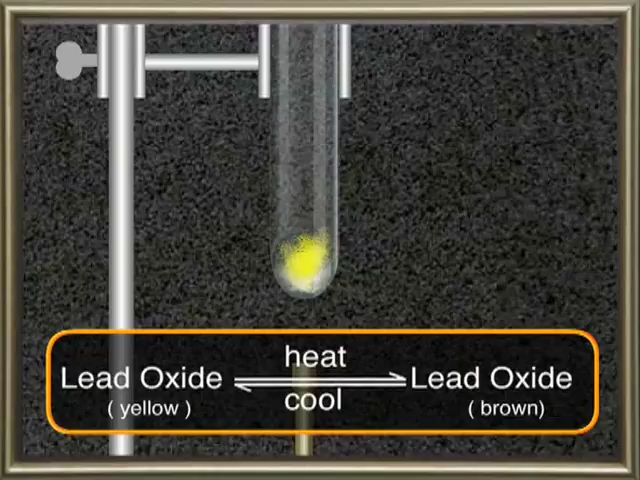 heat
Lead Oxide Lead Oxide
cool
( yellow ) ( brown)